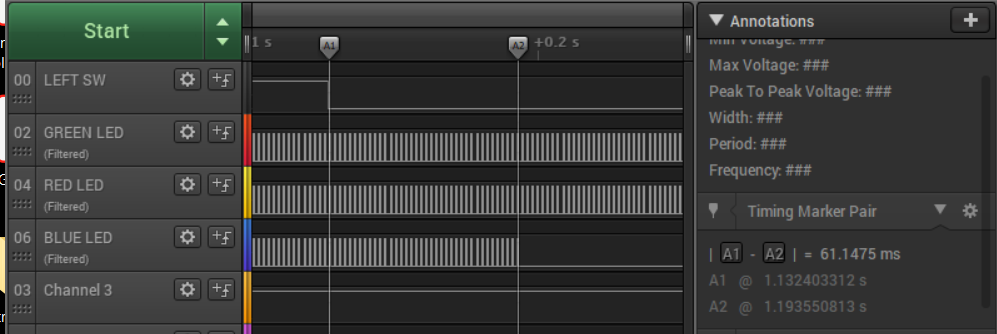 Start
1 s
A1
A2
+0.2 s
00 LEFT SW
02 GREEN LED
(Filtered)
04 RED LED
(Filtered)
06 BLUE LED
(Filtered)
03 Channel 3
Annotations
Min Voltage: ###
Max Voltage: ###
Peak To Peak Voltage: ###
Width: ###
Period: ###
Frequency: ###
Timing Marker Pair
| A1 - A2 | = 61.1475 ms
A1 @ 1.132403312 s
A2 @ 1.193550813 s